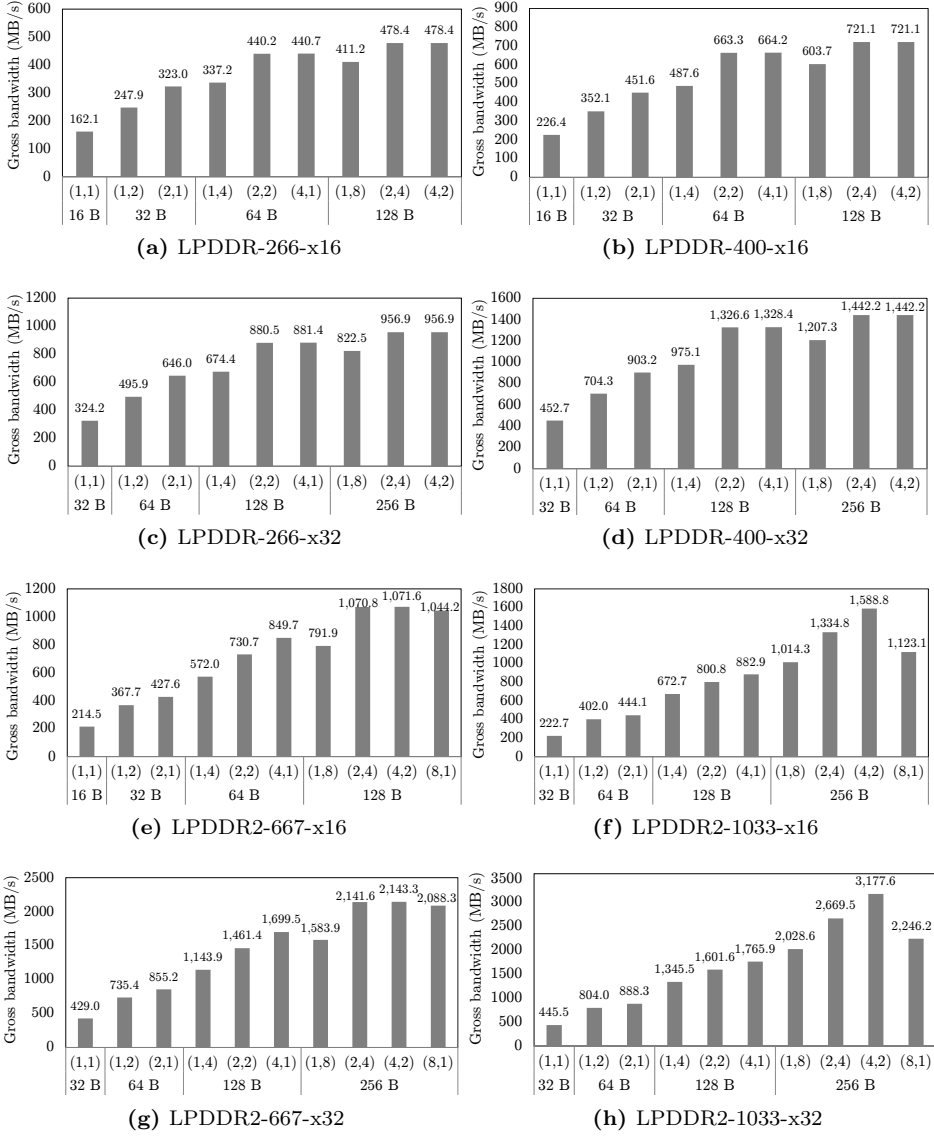 Gross bandwidth (MB/s)
600
500
400
300
200
100
0
162.1 247.9 323.0 337.2 440.2 440.7 411.2 478.4 478.4
(1,1) (1,2) (2,1) (1,4) (2,2) (4,1) (1,8) (2,4) (4,2)
16 B 32 B 64 B 128 B
(a) LPDDR-266-x16
Gross bandwidth (MB/s)
900
800
700
600
500
400
300
200
100
0
226.4 352.1 451.6 487.6 663.3 664.2 603.7 721.1 721.1
(1,1) (1,2) (2,1) (1,4) (2,2) (4,1) (1,8) (2,4) (4,2)
16 B 32 B 64 B 128 B
(b) LPDDR-400-x16
Gross bandwidth (MB/s)
1200
1000
800
600
400
200
0
324.2 495.9 646.0 674.4 880.5 881.4 822.5 956.9 956.9
(1,1) (1,2) (2,1) (1,4) (2,2) (4,1) (1,8) (2,4) (4,2)
32 B 64 B 128 B 256 B
(c) LPDDR-266-x32
Gross bandwidth (MB/s)
1600
1400
1200
1000
800
600
400
200
0
452.7 704.3 903.2 975.1 1,326.6 1,328.4 1,207.3 1,442.2 1,442.2
(1,1) (1,2) (2,1) (1,4) (2,2) (4,1) (1,8) (2,4) (4,2)
32 B 64 B 128 B 256 B
(d) LPDDR-400-x32
Gross bandwidth (MB/s)
1200
1000
800
600
400
200
0
214.5 367.7 427.6 572.0 730.7 849.7 791.9 1,070.8 1,071.6 1,044.2
(1,1) (1,2) (2,1) (1,4) (2,2) (4,1) (1,8) (2,4) (4,2) (8,1)
16 B 32 B 64 B 128 B
(e) LPDDR2-667-x16
Gross bandwidth (MB/s)
1800
1600
1400
1200
1000
800
600
400
200
0
222.7 402.0 444.1 672.7 800.8 882.9 1,014.3 1,334.8 1,588.8 1,123.1
(1,1) (1,2) (2,1) (1,4) (2,2) (4,1) (1,8) (2,4) (4,2) (8,1)
32 B 64 B 128 B 256 B
(f) LPDDR2-1033-x16
Gross bandwidth (MB/s)
2500
2000
1500
1000
500
0
429.0 735.4 855.2 1,143.9 1,461.4 1,699.5 1,583.9 2,141.6 2,143.3 2,088.3
(1,1) (1,2) (2,1) (1,4) (2,2) (4,1) (1,8) (2,4) (4,2) (8,1)
32 B 64 B 128 B 256 B
(g) LPDDR2-667-x32
Gross bandwidth (MB/s)
3500
3000
2500
2000
1500
1000
500
0
445.5 804.0 888.3 1,345.5 1,601.6 1,765.9 2,028.6 2,669.5 3,177.6 2,246.2
(1,1) (1,2) (2,1) (1,4) (2,2) (4,1) (1,8) (2,4) (4,2) (8,1)
32 B 64 B 128 B 256 B
(h) LPDDR2-1033-x32